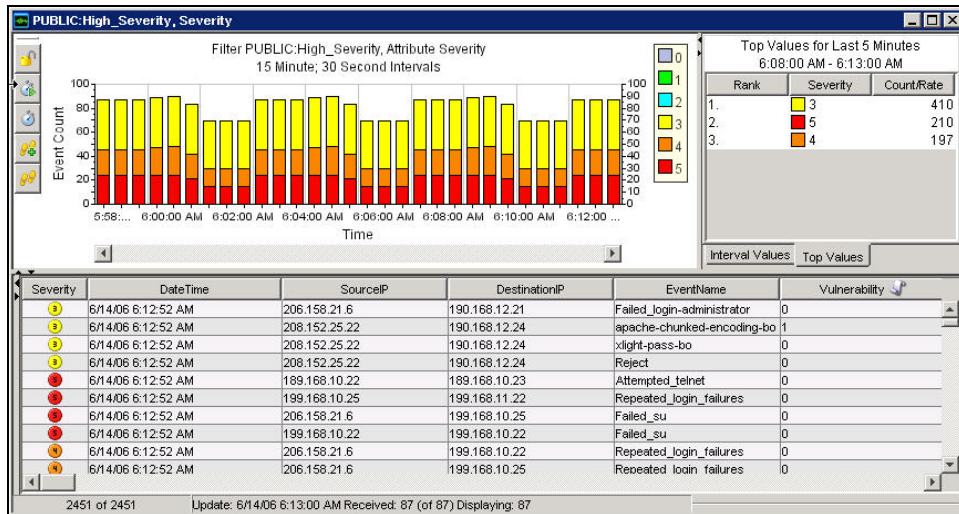 PUBLIC:High_Severity, Severity
Filter PUBLIC:High_Severity, Attribute Severity
15 Minute; 30 Second Intervals
Event Count
100
80
60
40
20
0
100
90
80
70
60
50
40
30
20
10
0
5:58:... 6:00:00 AM 6:02:00 AM 6:04:00 AM 6:06:00 AM 6:08:00 AM 6:10:00 AM 6:12:00 ...
Time
0
1
2
3
4
5
Top Values for Last 5 Minutes
6:08:00 AM - 6:13:00 AM
Rank Severity Count/Rate
1. 3 410
2. 5 210
3. 4 197
Interval Values Top Values
Severity DateTime SourceIP DestinationIP EventName Vulnerability
3 6/14/06 6:12:52 AM 206.158.21.6 190.168.12.21 Failed_login-administrator 0
3 6/14/06 6:12:52 AM 208.152.25.22 190.168.12.24 apache-chunked-encoding-bo 1
3 6/14/06 6:12:52 AM 208.152.25.22 190.168.12.24 xlight-pass-bo 0
3 6/14/06 6:12:52 AM 208.152.25.22 190.168.12.24 Reject 0
5 6/14/06 6:12:52 AM 189.168.10.22 189.168.10.23 Attempted_telnet 0
5 6/14/06 6:12:52 AM 199.168.10.25 199.168.11.22 Repeated_login_failures 0
5 6/14/06 6:12:52 AM 206.158.21.6 199.168.10.25 Failed_su 0
5 6/14/06 6:12:52 AM 199.168.10.22 199.168.10.22 Failed_su 0
4 6/14/06 6:12:52 AM 206.158.21.6 199.168.10.22 Repeated_login_failures 0
4 6/14/06 6:12:52 AM 206.158.21.6 199.168.10.25 Repeated_login_failures 0
2451 of 2451 Update: 6/14/06 6:13:00 AM Received: 87 (of 87) Displaying: 87